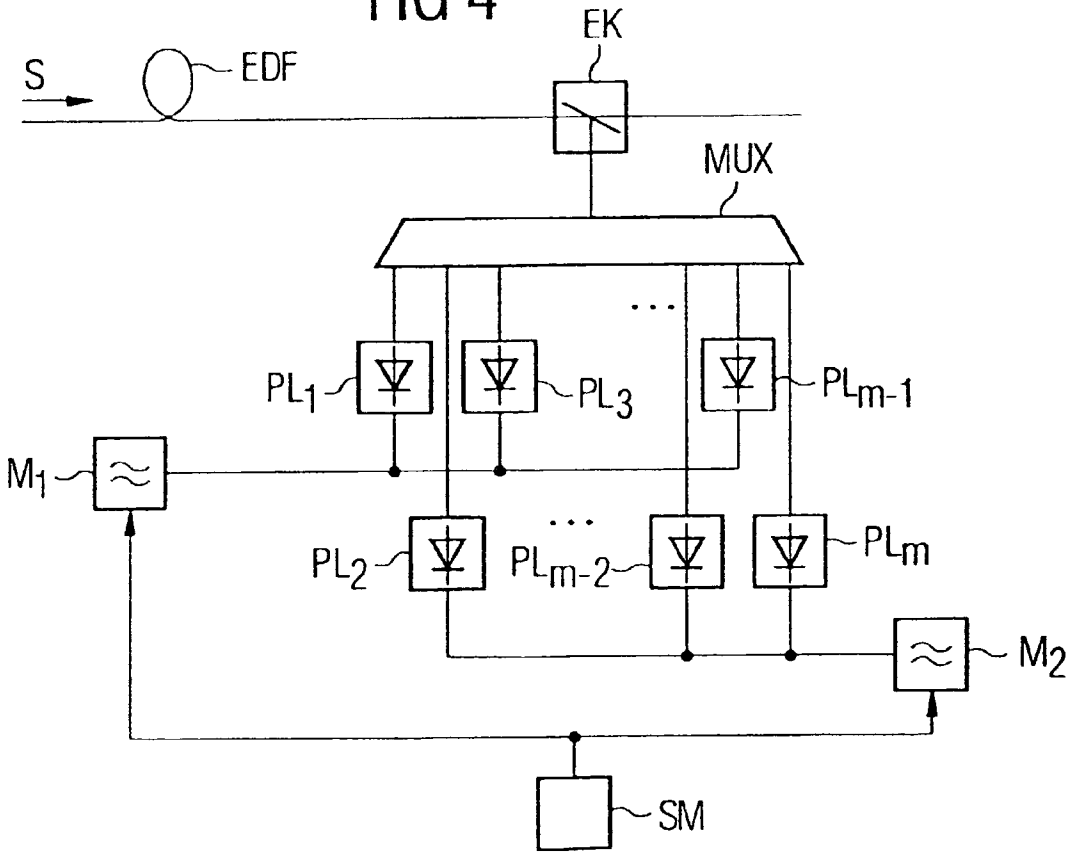 FIG 4
EK
S
EDF
MUX
...
PL1
PL3
PLm-1
M1
...
PL2
PLm-2
PLm
M2
SM